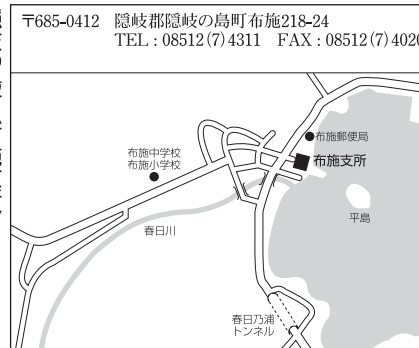 〒685-0412 隠岐郡隠岐の島町布施218-24
TEL : 08512(7)4311 FAX : 08512(7)4020
布施郵便局
布施中学校
布施小学校
布施支所
平島
春日川
春日乃浦
トンネル